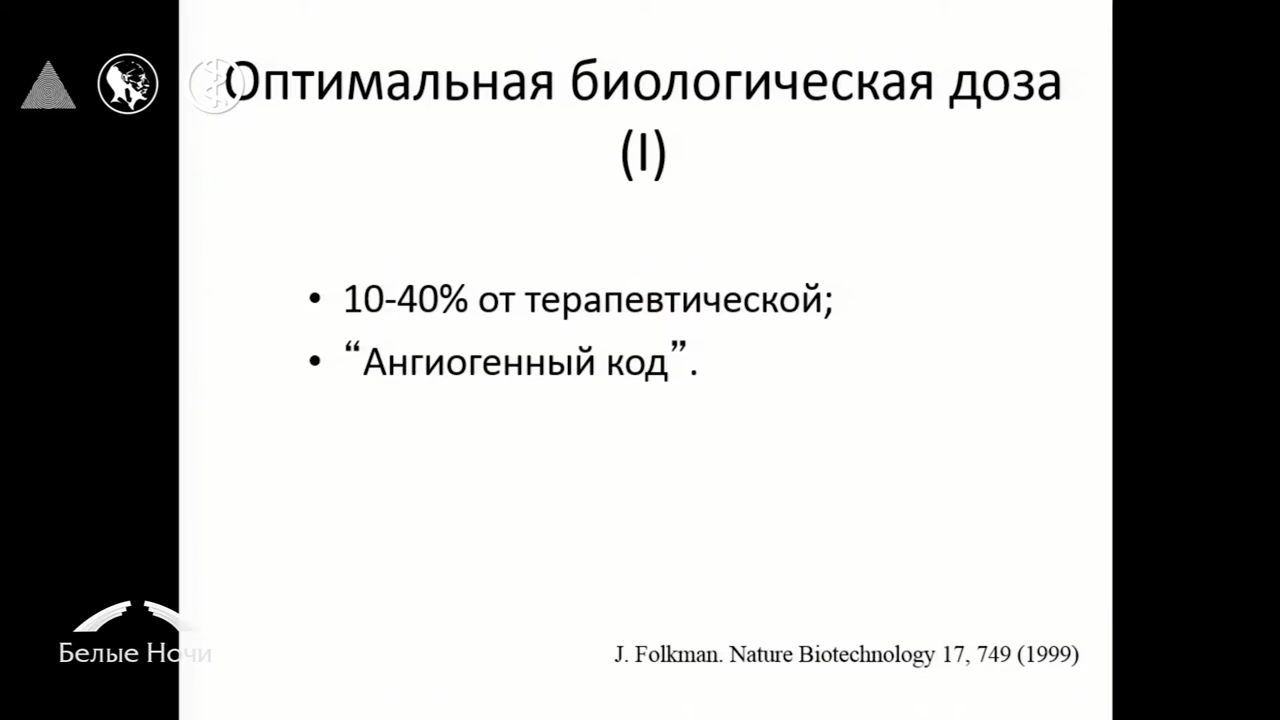 Оптимальная биологическая доза
(I)
• 10-40% от терапевтической;
• “Ангиогенный код”.
J. Folkman. Nature Biotechnology 17, 749 (1999)
Белые Ночи